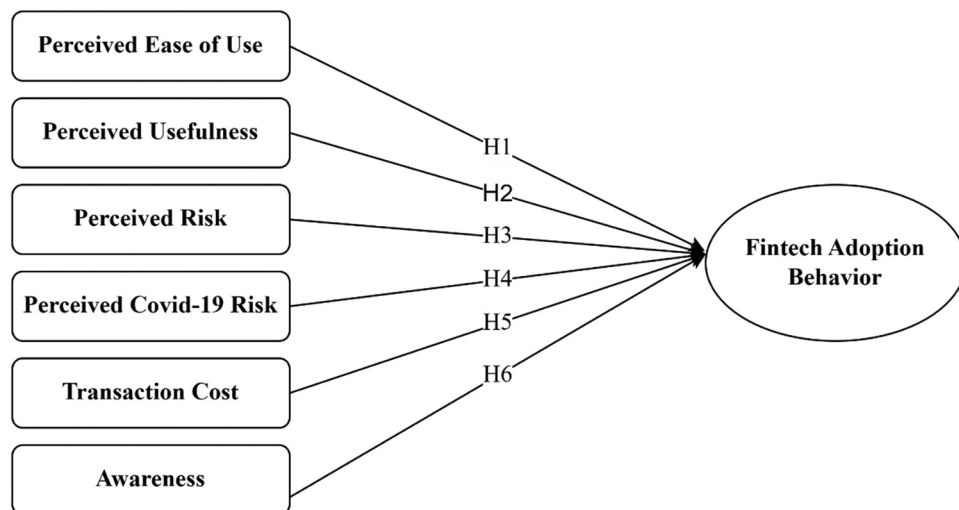 Perceived Ease of Use
Perceived Usefulness
Perceived Risk
Perceived Covid-19 Risk
Transaction Cost
Awareness
H1
H2
H3
H4
H5
H6
Fintech Adoption
Behavior